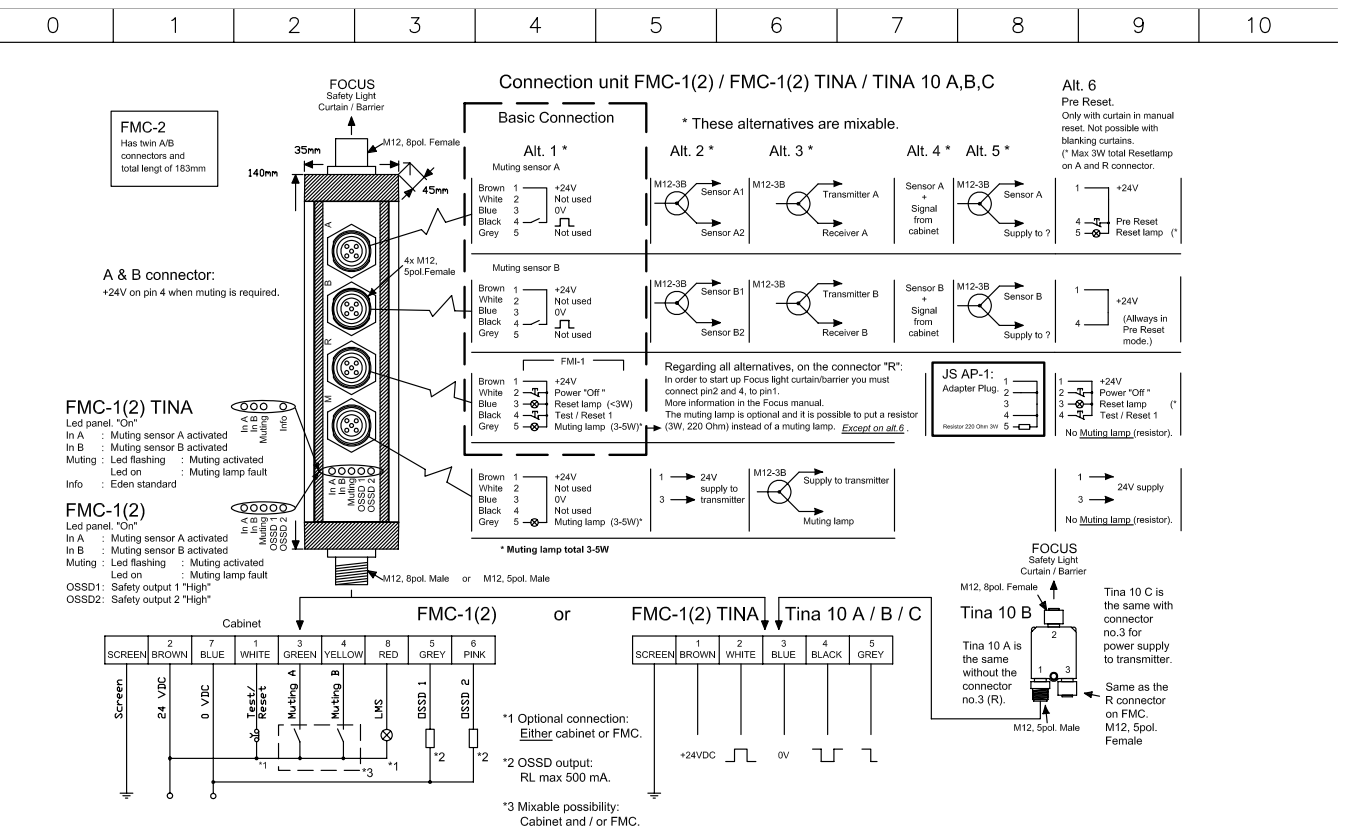 0 1 2 3 4 5 6 7 8 9 10
Connection unit FMC-1(2) / FMC-1(2) TINA / TINA 10 A,B,C
FOCUS
Safety Light
Curtain / Barrier
FMC-2
Has twin A/B
connectors and
total lengt of 183mm
M12, 8pol. Female
35mm
140mm
45mm
A
B
R
M
4x M12,
5pol.Female
A & B connector:
+24V on pin 4 when muting is required.
Basic Connection
* These alternatives are mixable.
Alt. 1 *
Alt. 2 *
Alt. 3 *
Alt. 4 *
Alt. 5 *
Alt. 6
Pre Reset.
Only with curtain in manual
reset. Not possible with
blanking curtains.
(* Max 3W total Resetlamp
on A and R connector.
Muting sensor A
Brown 1 +24V
White 2 Not used
Blue 3 0V
Black 4
Grey 5 Not used
M12-3B
Sensor A1
Sensor A2
M12-3B
Transmitter A
Receiver A
Sensor A
+
Signal
from
cabinet
M12-3B
Sensor A
Supply to ?
1 +24V
4 Pre Reset
5 Reset lamp (*
Muting sensor B
Brown 1 +24V
White 2 Not used
Blue 3 0V
Black 4
Grey 5 Not used
M12-3B
Sensor B1
Sensor B2
M12-3B
Transmitter B
Receiver B
Sensor B
+
Signal
from
cabinet
M12-3B
Sensor B
Supply to ?
1
+24V
4
(Allways in
Pre Reset
mode.)
FMI-1
Brown 1 +24V
White 2 Power "Off "
Blue 3 Reset lamp (<3W)
Black 4 Test / Reset 1
Grey 5 Muting lamp (3-5W)*
Regarding all alternatives, on the connector "R":
In order to start up Focus light curtain/barrier you must
connect pin2 and 4, to pin1.
More information in the Focus manual.
The muting lamp is optional and it is possible to put a resistor
(3W, 220 Ohm) instead of a muting lamp. Except on alt.6 .
JS AP-1:
Adapter Plug.
1
2
3
4
Resistor 220 Ohm 3W 5
1 +24V
2 Power "Off "
3 Reset lamp (*
4 Test / Reset 1
No Muting lamp (resistor).
Brown 1 +24V
White 2 Not used
Blue 3 0V
Black 4 Not used
Grey 5 Muting lamp (3-5W)*
1 24V
supply to
3 transmitter
M12-3B
Supply to transmitter
Muting lamp
1
24V supply
3
No Muting lamp (resistor).
* Muting lamp total 3-5W
FMC-1(2) TINA
Led panel. "On"
In A : Muting sensor A activated
In B : Muting sensor B activated
Muting : Led flashing : Muting activated
Led on : Muting lamp fault
Info : Eden standard
In A
In B
Muting
Info
In A
In B
Muting
OSSD 1
OSSD 2
FMC-1(2)
Led panel. "On"
In A : Muting sensor A activated
In B : Muting sensor B activated
Muting : Led flashing : Muting activated
Led on : Muting lamp fault
OSSD1: Safety output 1 "High"
OSSD2: Safety output 2 "High"
In A
In B
Muting
OSSD 1
OSSD 2
M12, 8pol. Male or M12, 5pol. Male
Cabinet
FMC-1(2)
or
FMC-1(2) TINA
Tina 10 A / B / C
2 7 1 3 4 8 5 6
SCREEN BROWN BLUE WHITE GREEN YELLOW RED GREY PINK
Screen
24 VDC
0 VDC
Test/
Reset
Muting A
Muting B
LMS
OSSD 1
OSSD 2
*1
*3
*1
*2
*2
*1 Optional connection:
Either cabinet or FMC.
*2 OSSD output:
RL max 500 mA.
*3 Mixable possibility:
Cabinet and / or FMC.
1 2 3 4 5
SCREEN BROWN WHITE BLUE BLACK GREY
+24VDC
0V
FOCUS
Safety Light
Curtain / Barrier
M12, 8pol. Female
Tina 10 B
Tina 10 A is
the same
without the
connector
no.3 (R).
2
1 3
M12, 5pol. Male
Tina 10 C is
the same with
connector
no.3 for
power supply
to transmitter.
Same as the
R connector
on FMC.
M12, 5pol.
Female